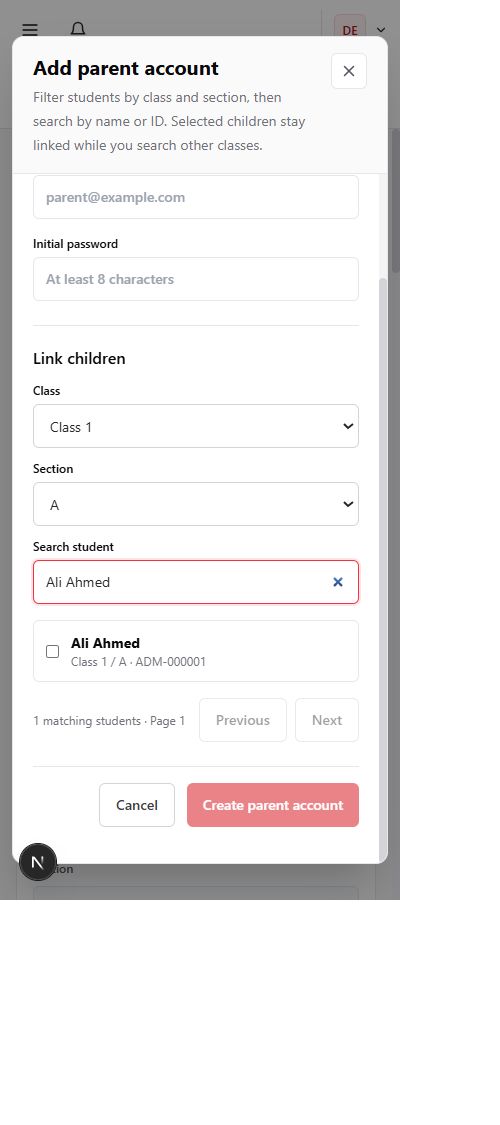 DE
Add parent account
Filter students by class and section, then
search by name or ID. Selected children stay
linked while you search other classes.
parent@example.com
Initial password
At least 8 characters
Link children
Class
Class 1
Section
A
Search student
Ali Ahmed
Ali Ahmed
Class 1 / A · ADM-000001
1 matching students · Page 1
Previous
Next
Cancel
Create parent account
N